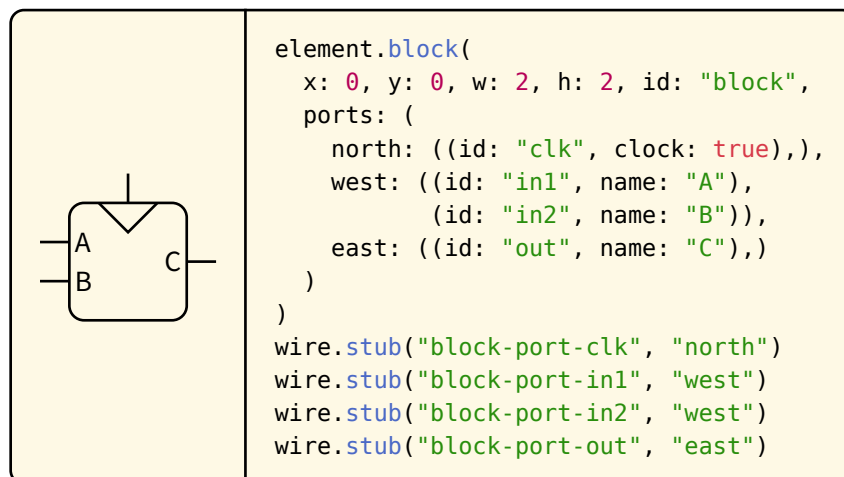 A
B
C
element.block(
  x: 0, y: 0, w: 2, h: 2, id: "block",
  ports: (
    north: ((id: "clk", clock: true),),
    west: ((id: "in1", name: "A"),
           (id: "in2", name: "B")),
    east: ((id: "out", name: "C"),)
  )
)
wire.stub("block-port-clk", "north")
wire.stub("block-port-in1", "west")
wire.stub("block-port-in2", "west")
wire.stub("block-port-out", "east")